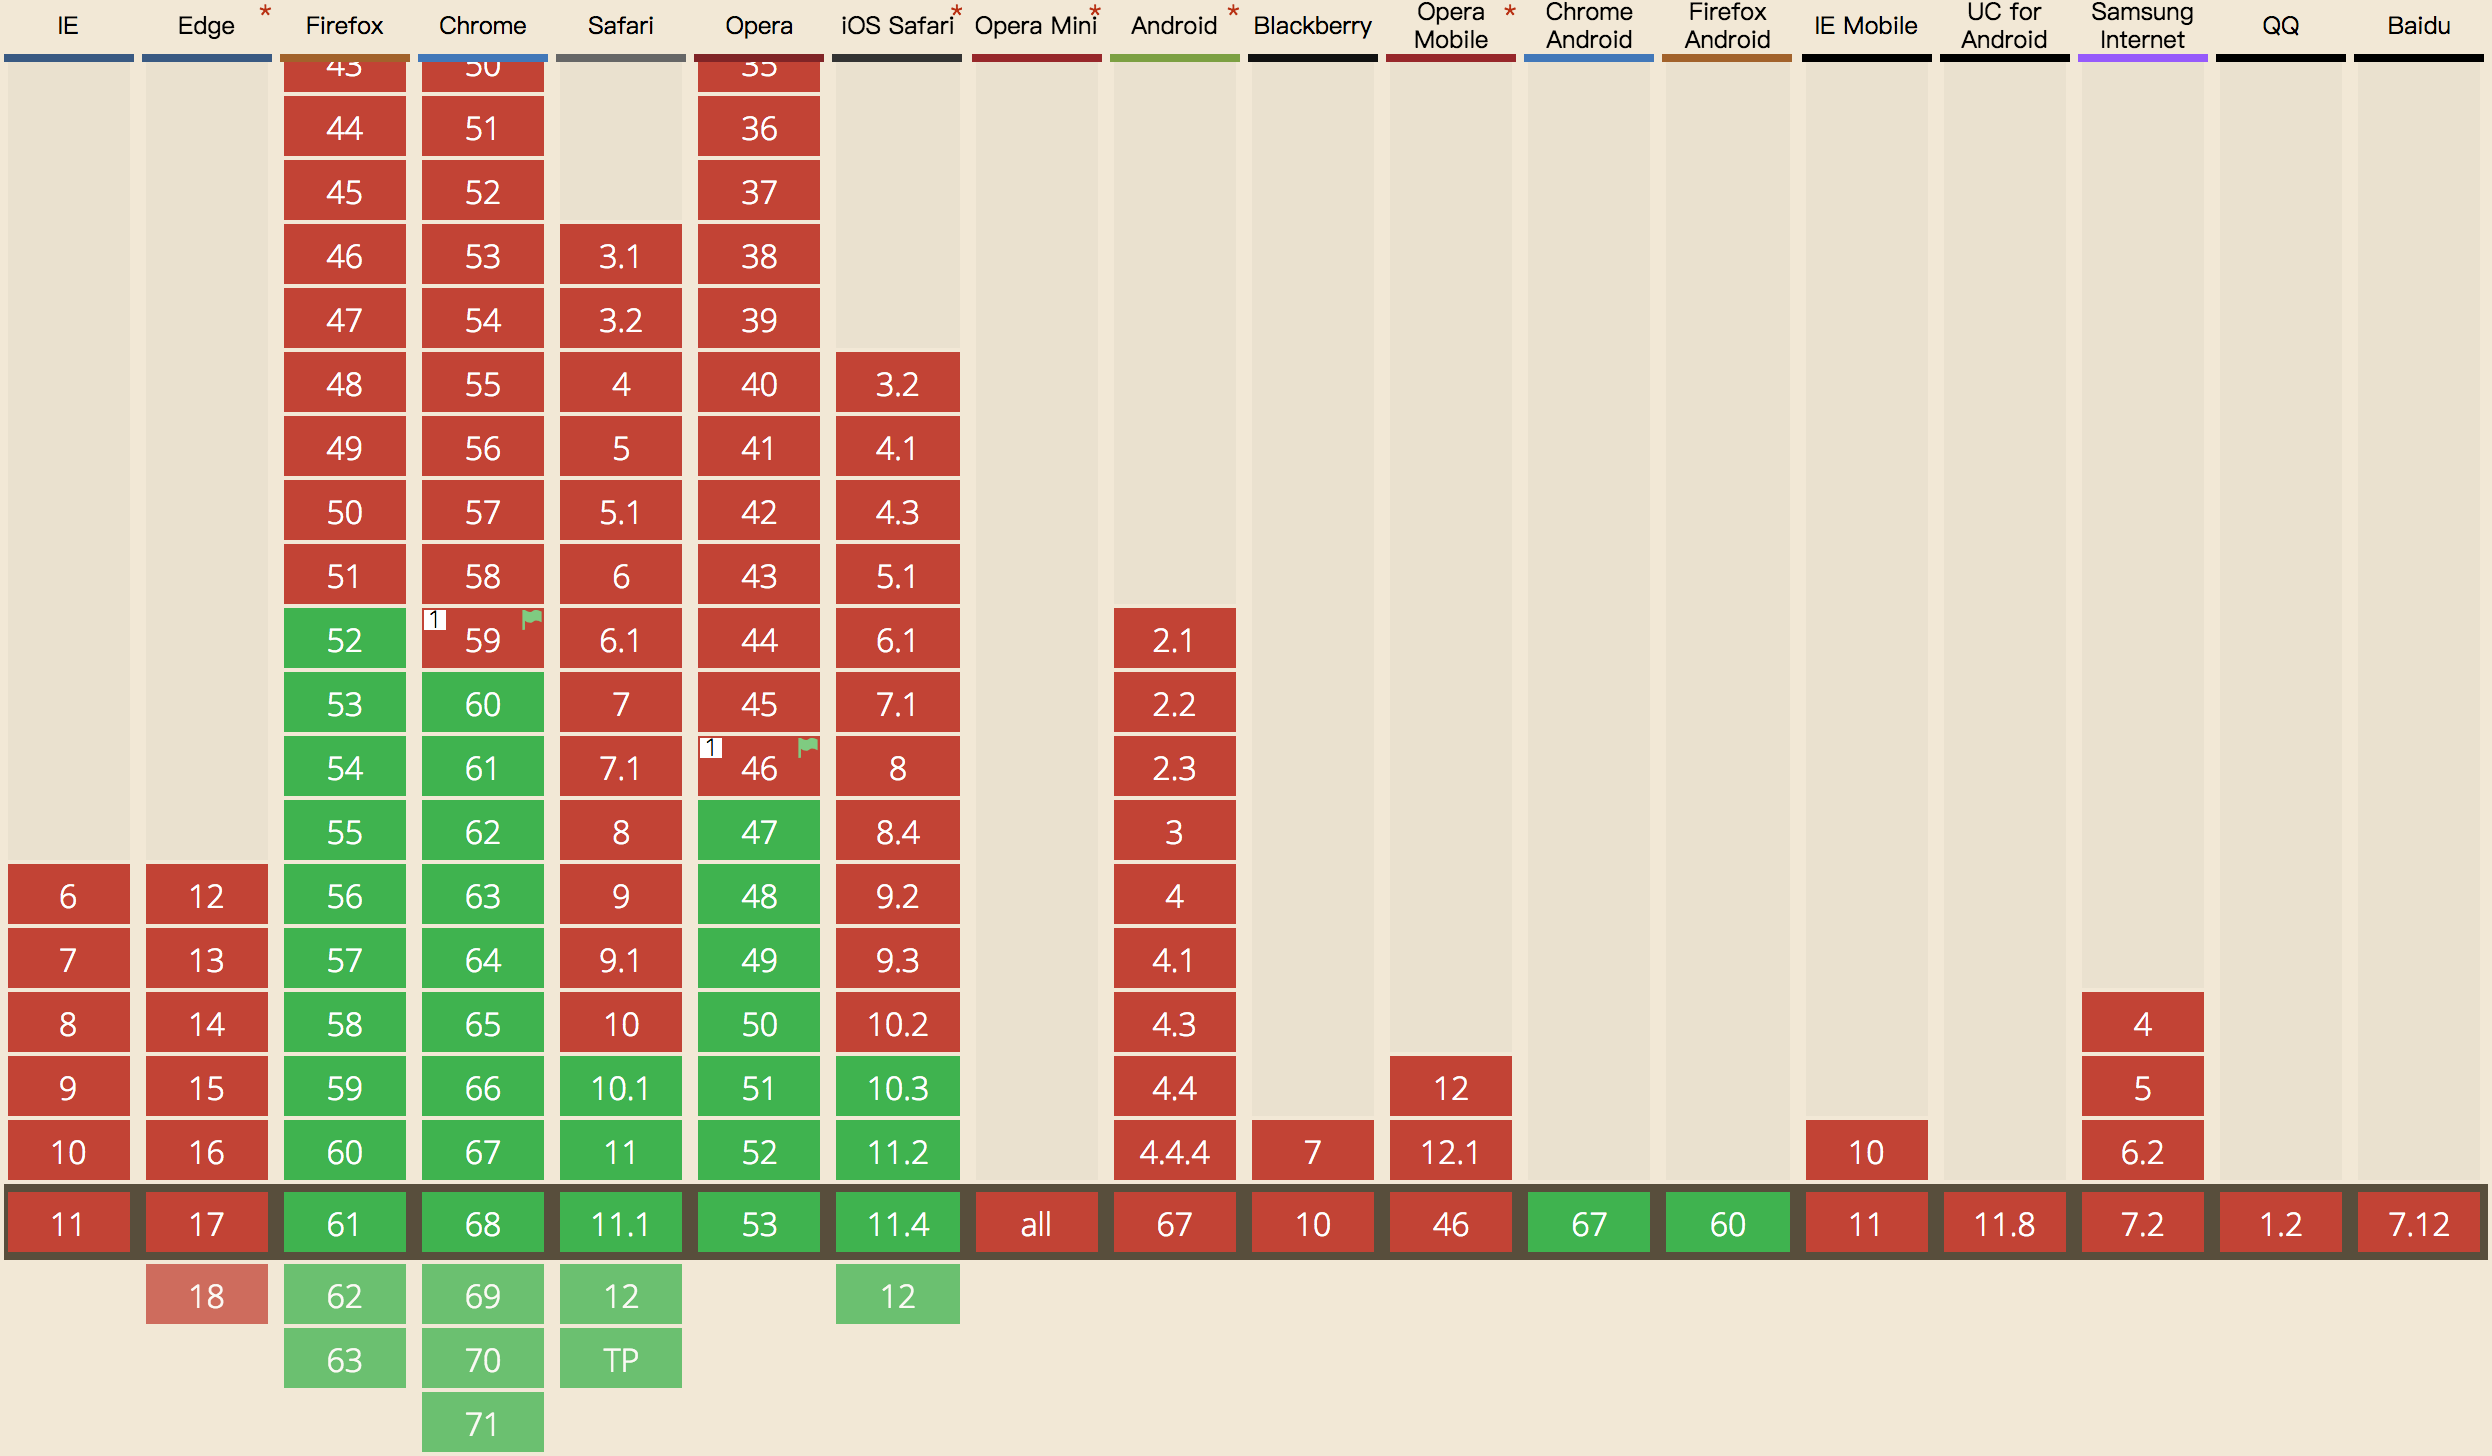 IE Edge * Firefox Chrome Safari Opera iOS Safari * Opera Mini * Android * Blackberry Opera Mobile * Chrome Android Firefox Android IE Mobile UC for Android Samsung Internet QQ Baidu
43 50 35
44 51 36
45 52 37
46 53 3.1 38
47 54 3.2 39
48 55 4 40 3.2
49 56 5 41 4.1
50 57 5.1 42 4.3
51 58 6 43 5.1
52 1 59 6.1 44 6.1 2.1
53 60 7 45 7.1 2.2
54 61 7.1 1 46 8 2.3
55 62 8 47 8.4 3
6 12 56 63 9 48 9.2 4
7 13 57 64 9.1 49 9.3 4.1
8 14 58 65 10 50 10.2 4.3 4
9 15 59 66 10.1 51 10.3 4.4 12 5
10 16 60 67 11 52 11.2 4.4.4 7 12.1 10 6.2
11 17 61 68 11.1 53 11.4 all 67 10 46 67 60 11 11.8 7.2 1.2 7.12
18 62 69 12 12
63 70 TP
71